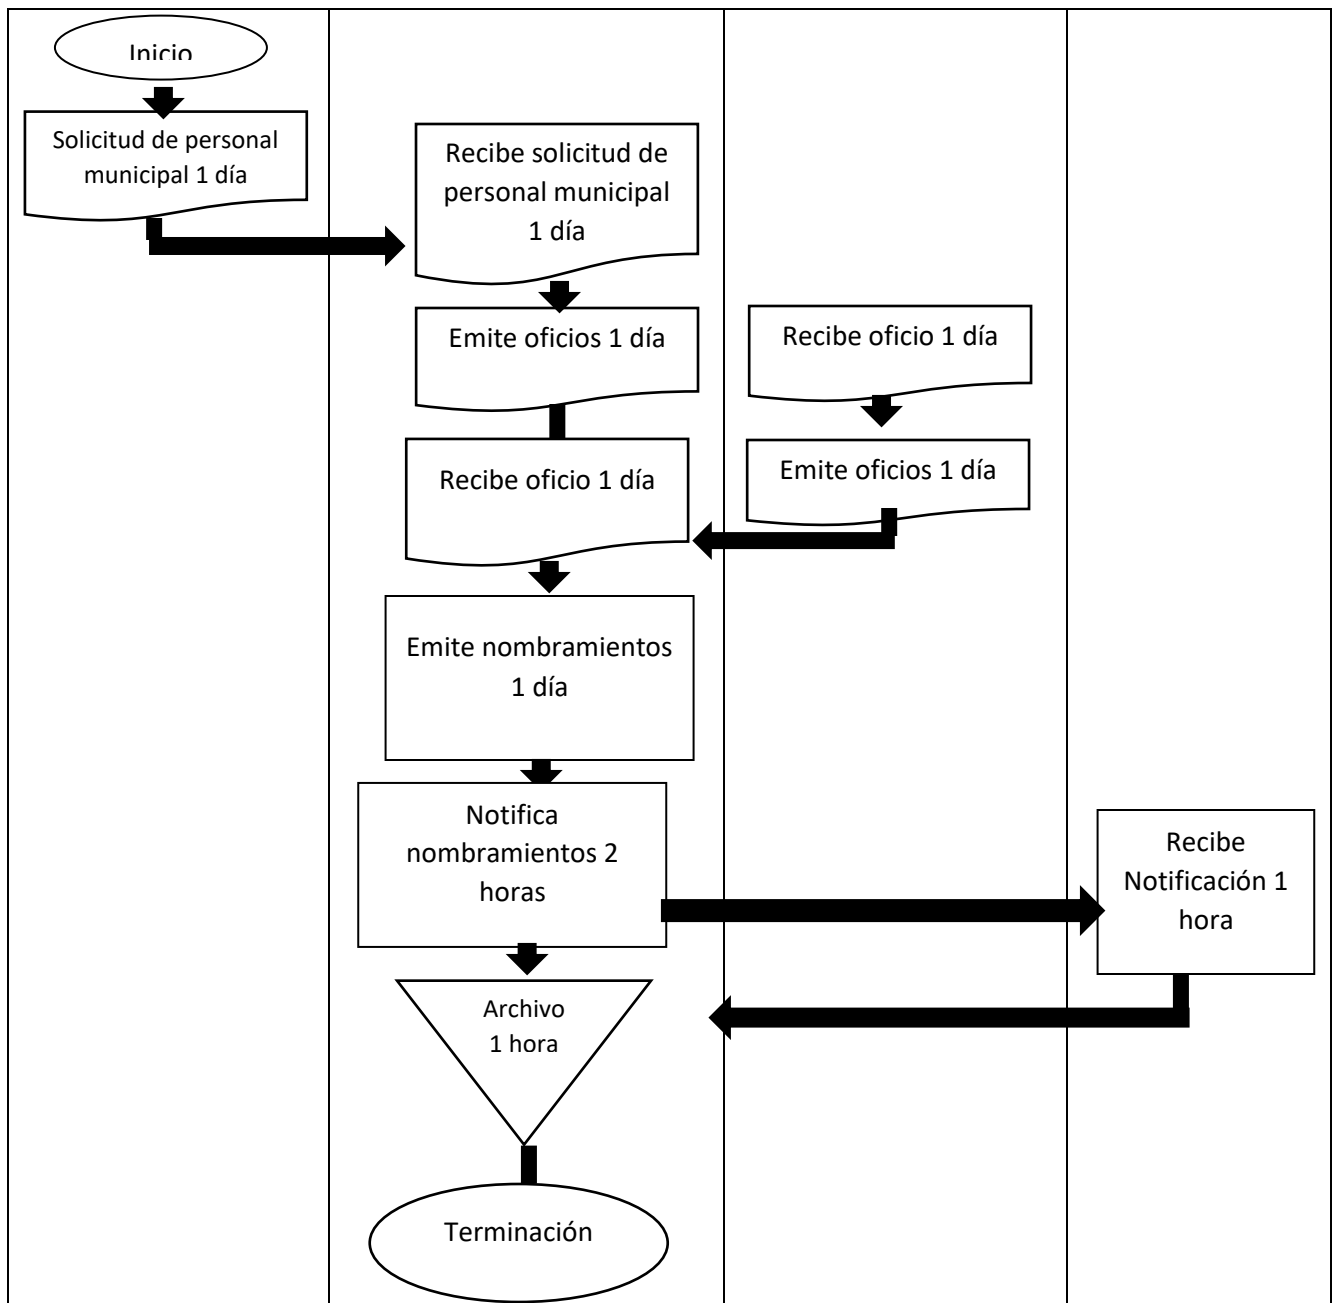 Inicio
Solicitud de personal
municipal 1 día
Recibe solicitud de
personal municipal
1 día
Emite oficios 1 día
Recibe oficio 1 día
Recibe oficio 1 día
Emite oficios 1 día
Emite nombramientos
1 día
Notifica
nombramientos 2
horas
Recibe
Notificación 1
hora
Archivo
1 hora
Terminación